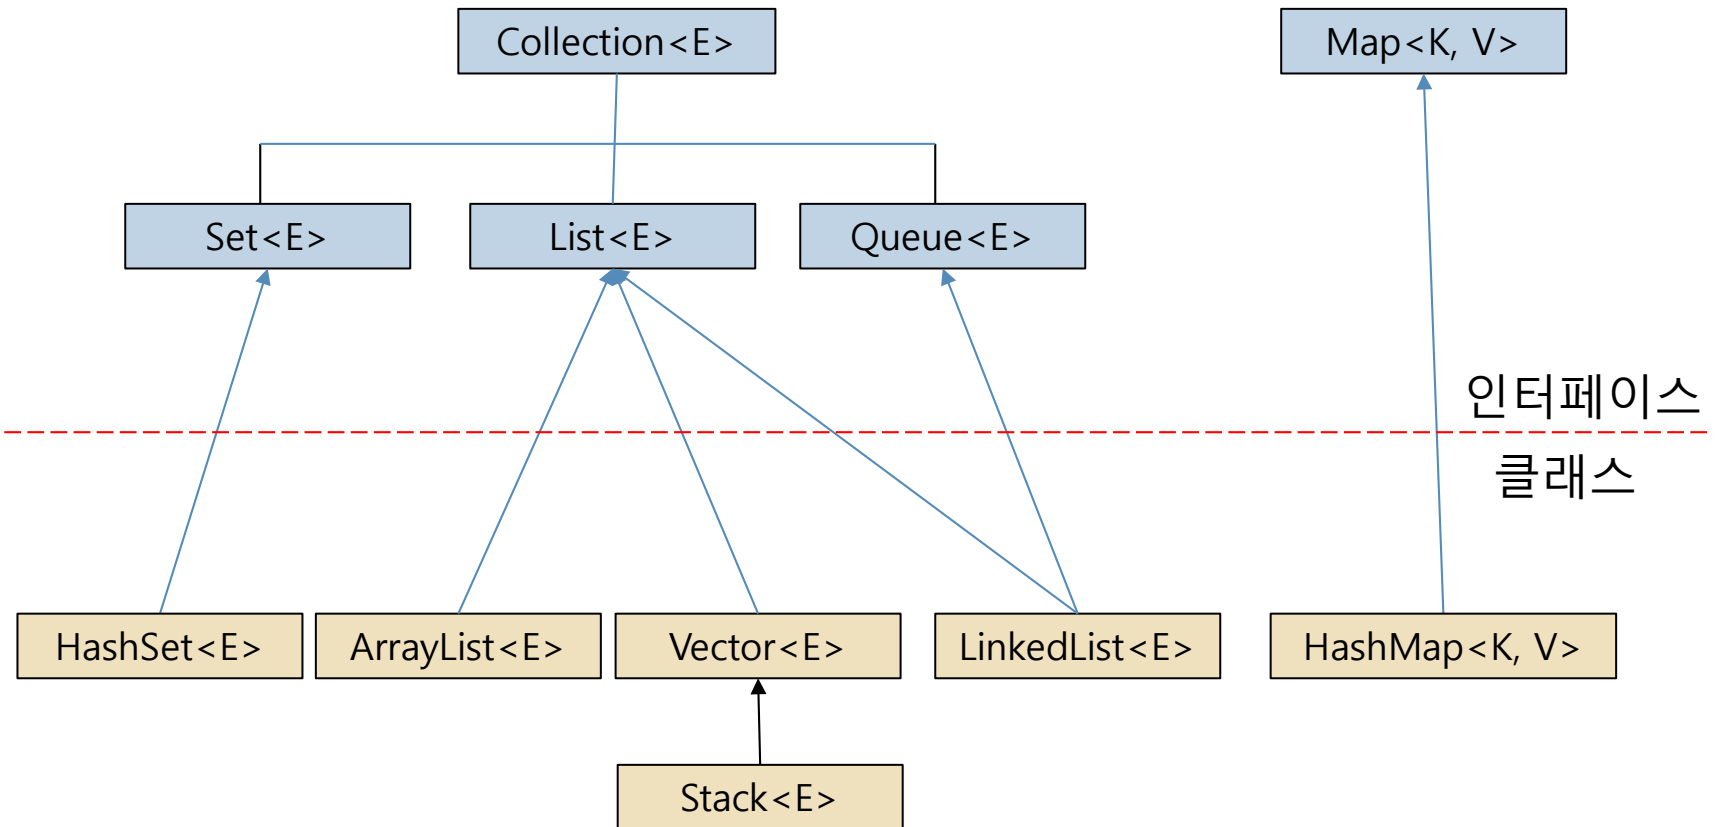 Collection<E>
Map<K, V>
Set<E>
List<E>
Queue<E>
인터페이스
클래스
HashSet<E>
ArrayList<E>
Vector<E>
LinkedList<E>
HashMap<K, V>
Stack<E>